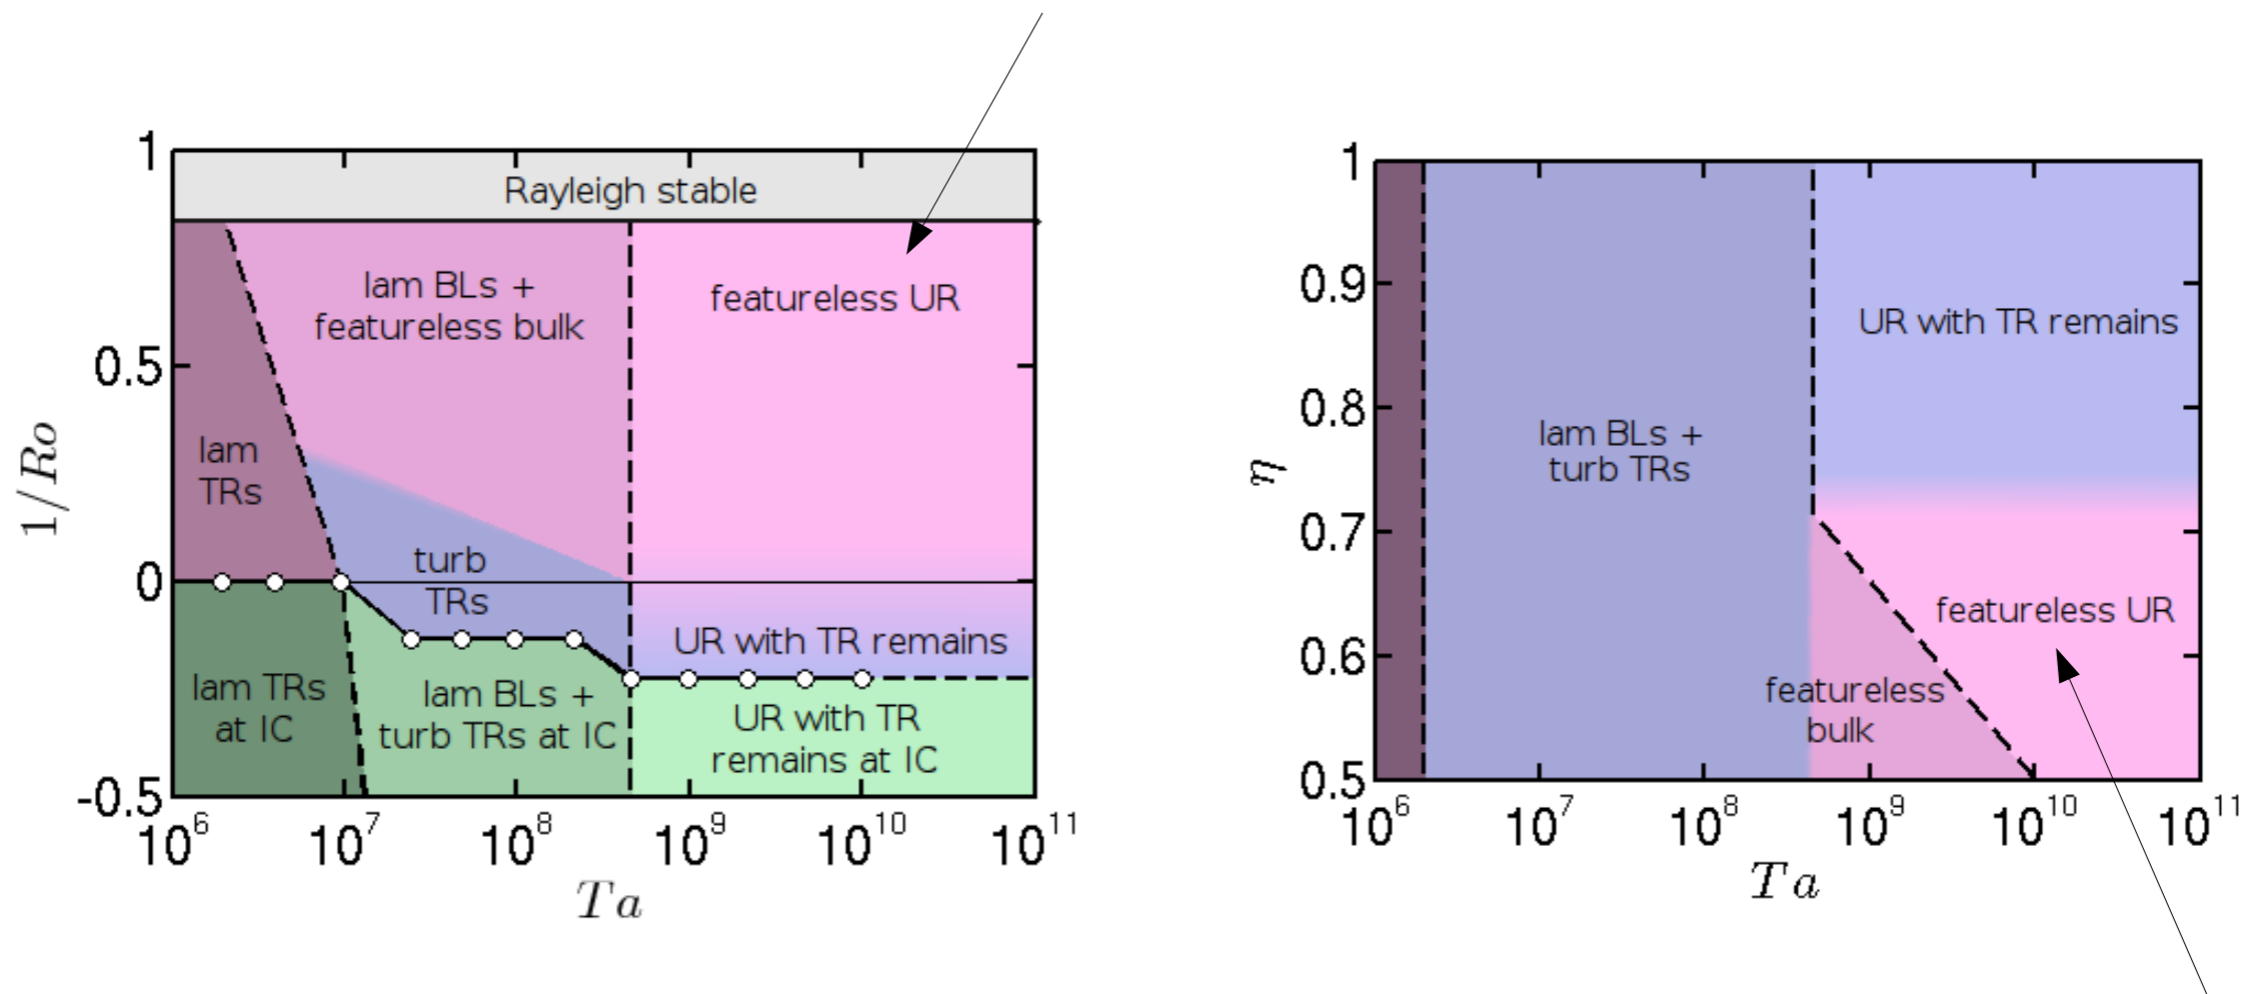 1
Rayleigh stable
lam BLs +
featureless bulk
featureless UR
0.5
lam
TRs
turb
TRs
0
UR with TR remains
lam TRs
at IC
lam BLs +
turb TRs at IC
UR with TR
remains at IC
-0.5
10^6 10^7 10^8 10^9 10^10 10^11
Ta
1/Ro
1
0.9
UR with TR remains
0.8
lam BLs +
turb TRs
0.7
featureless UR
0.6
featureless
bulk
0.5
10^6 10^7 10^8 10^9 10^10 10^11
Ta
η